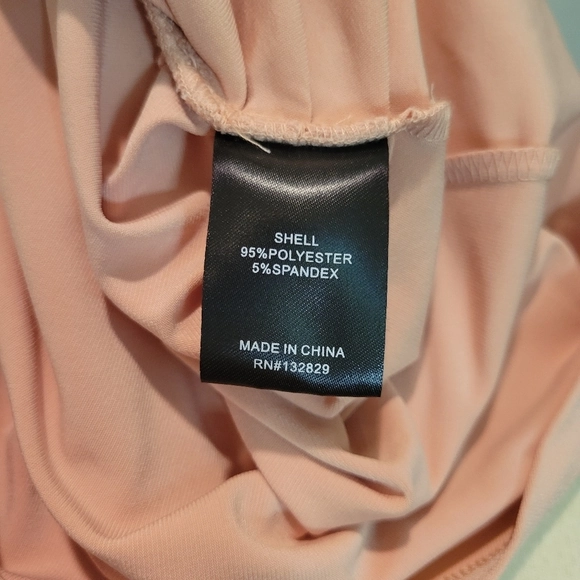 SHELL
95%POLYESTER
5%SPANDEX
MADE IN CHINA
RN#132829